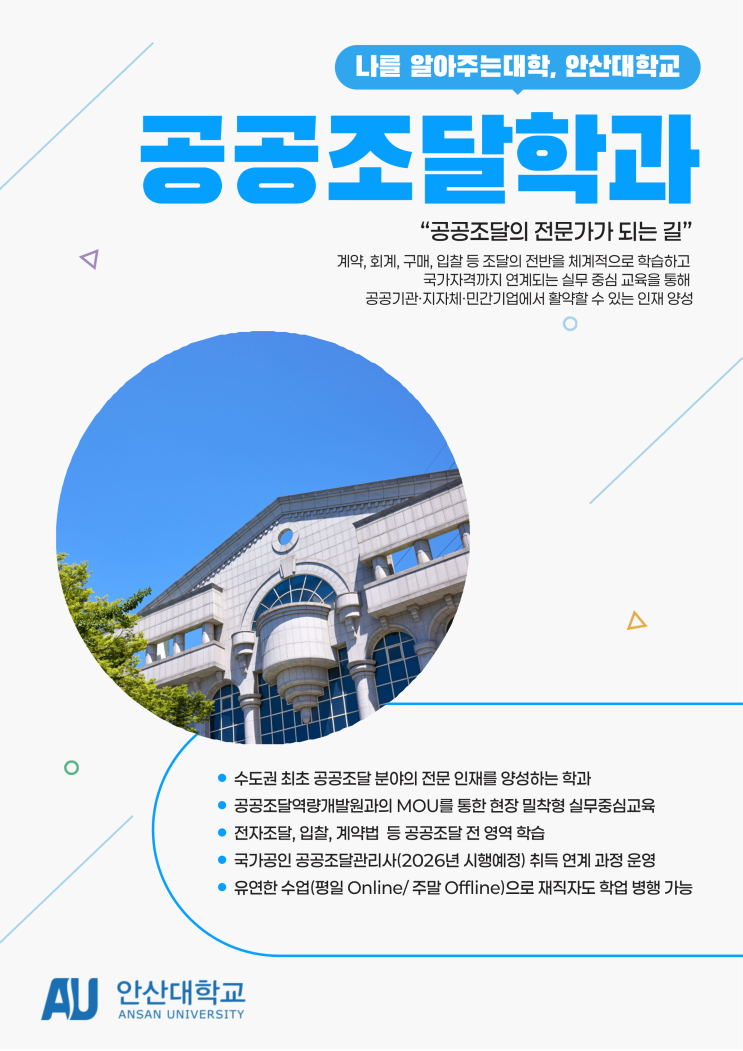 나를 알아주는대학, 안산대학교
공공조달학과
“공공조달의 전문가가 되는 길”
계약, 회계, 구매, 입찰 등 조달의 전반을 체계적으로 학습하고
국가자격까지 연계되는 실무 중심 교육을 통해
공공기관·지자체·민간기업에서 활약할 수 있는 인재 양성
수도권 최초 공공조달 분야의 전문 인재를 양성하는 학과
공공조달역량개발원과의 MOU를 통한 현장 밀착형 실무중심교육
전자조달, 입찰, 계약법 등 공공조달 전 영역 학습
국가공인 공공조달관리사(2026년 시행예정) 취득 연계 과정 운영
유연한 수업(평일 Online/ 주말 Offline)으로 재직자도 학업 병행 가능
AU 안산대학교
ANSAN UNIVERSITY